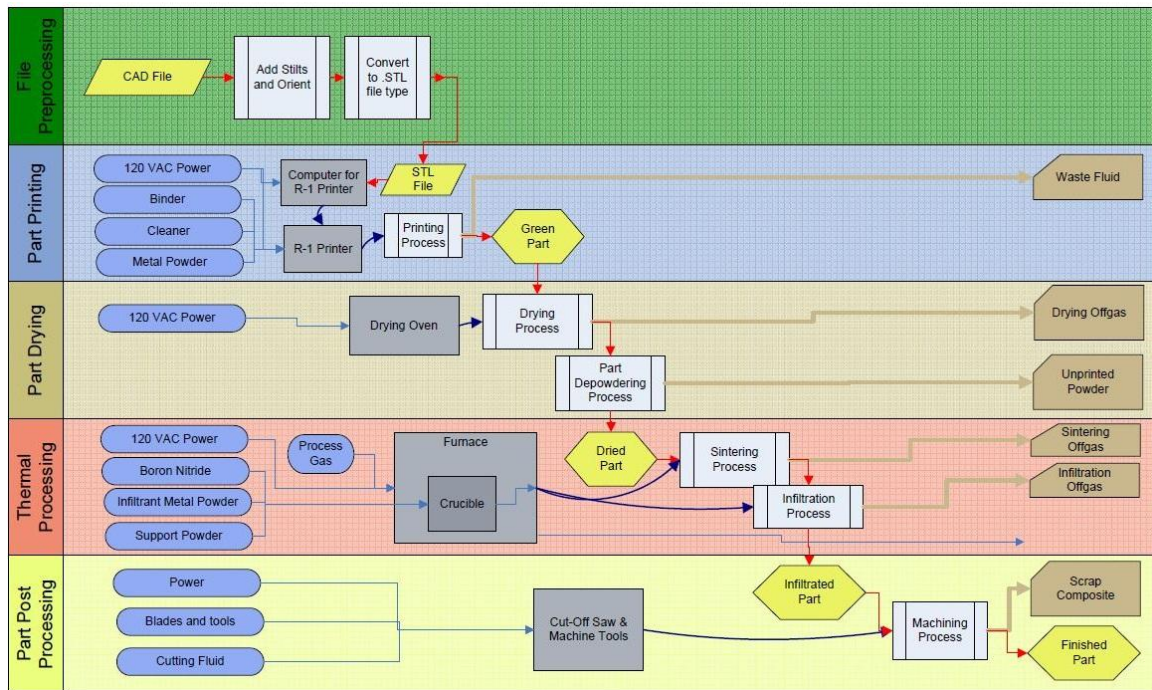 File
Preprocessing
CAD File
Add Stilts
and Orient
Convert
to .STL
file type
Part Printing
120 VAC Power
Binder
Cleaner
Metal Powder
Computer for
R-1 Printer
R-1 Printer
STL
File
Printing
Process
Green
Part
Waste Fluid
Part Drying
120 VAC Power
Drying Oven
Drying
Process
Part
Depowdering
Process
Drying Offgas
Unprinted
Powder
Thermal
Processing
120 VAC Power
Boron Nitride
Infiltrant Metal Powder
Support Powder
Process
Gas
Furnace
Crucible
Dried
Part
Sintering
Process
Infiltration
Process
Sintering
Offgas
Infiltration
Offgas
Part Post
Processing
Power
Blades and tools
Cutting Fluid
Cut-Off Saw &
Machine Tools
Infiltrated
Part
Machining
Process
Scrap
Composite
Finished
Part